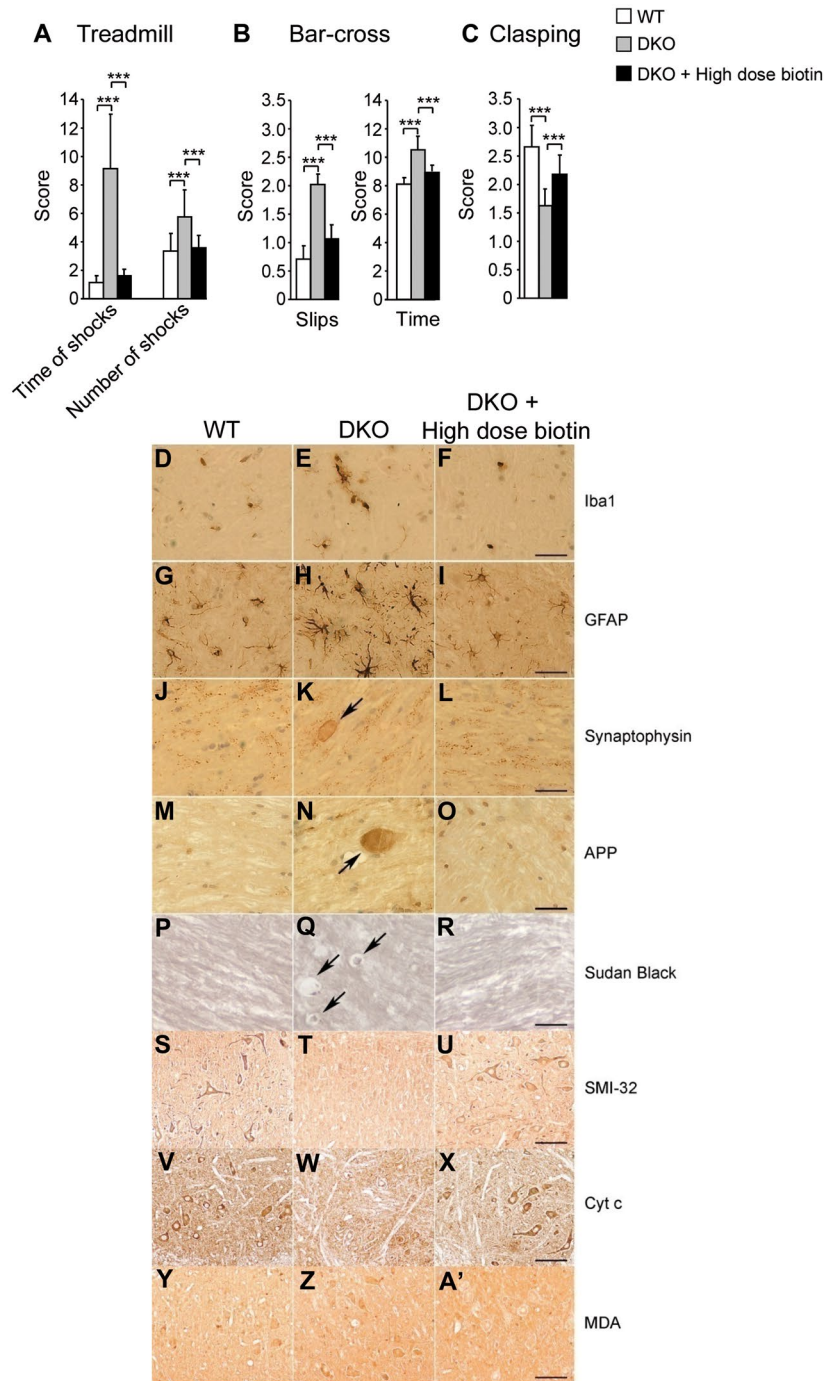 A Treadmill
B Bar-cross
C Clasping
WT
DKO
DKO + High dose biotin
Score
14
12
10
8
6
4
2
0
***
***
***
***
Time of shocks
Number of shocks
Score
3.5
3.0
2.5
2.0
1.5
1.0
0.5
0
***
***
Slips
14
12
10
8
6
4
2
0
***
***
Time
Score
3.5
3.0
2.5
2.0
1.5
1.0
0.5
0
***
***
WT
DKO
DKO +
High dose biotin
D E F Iba1
G H I GFAP
J K L Synaptophysin
M N O APP
P Q R Sudan Black
S T U SMI-32
V W X Cyt c
Y Z A' MDA